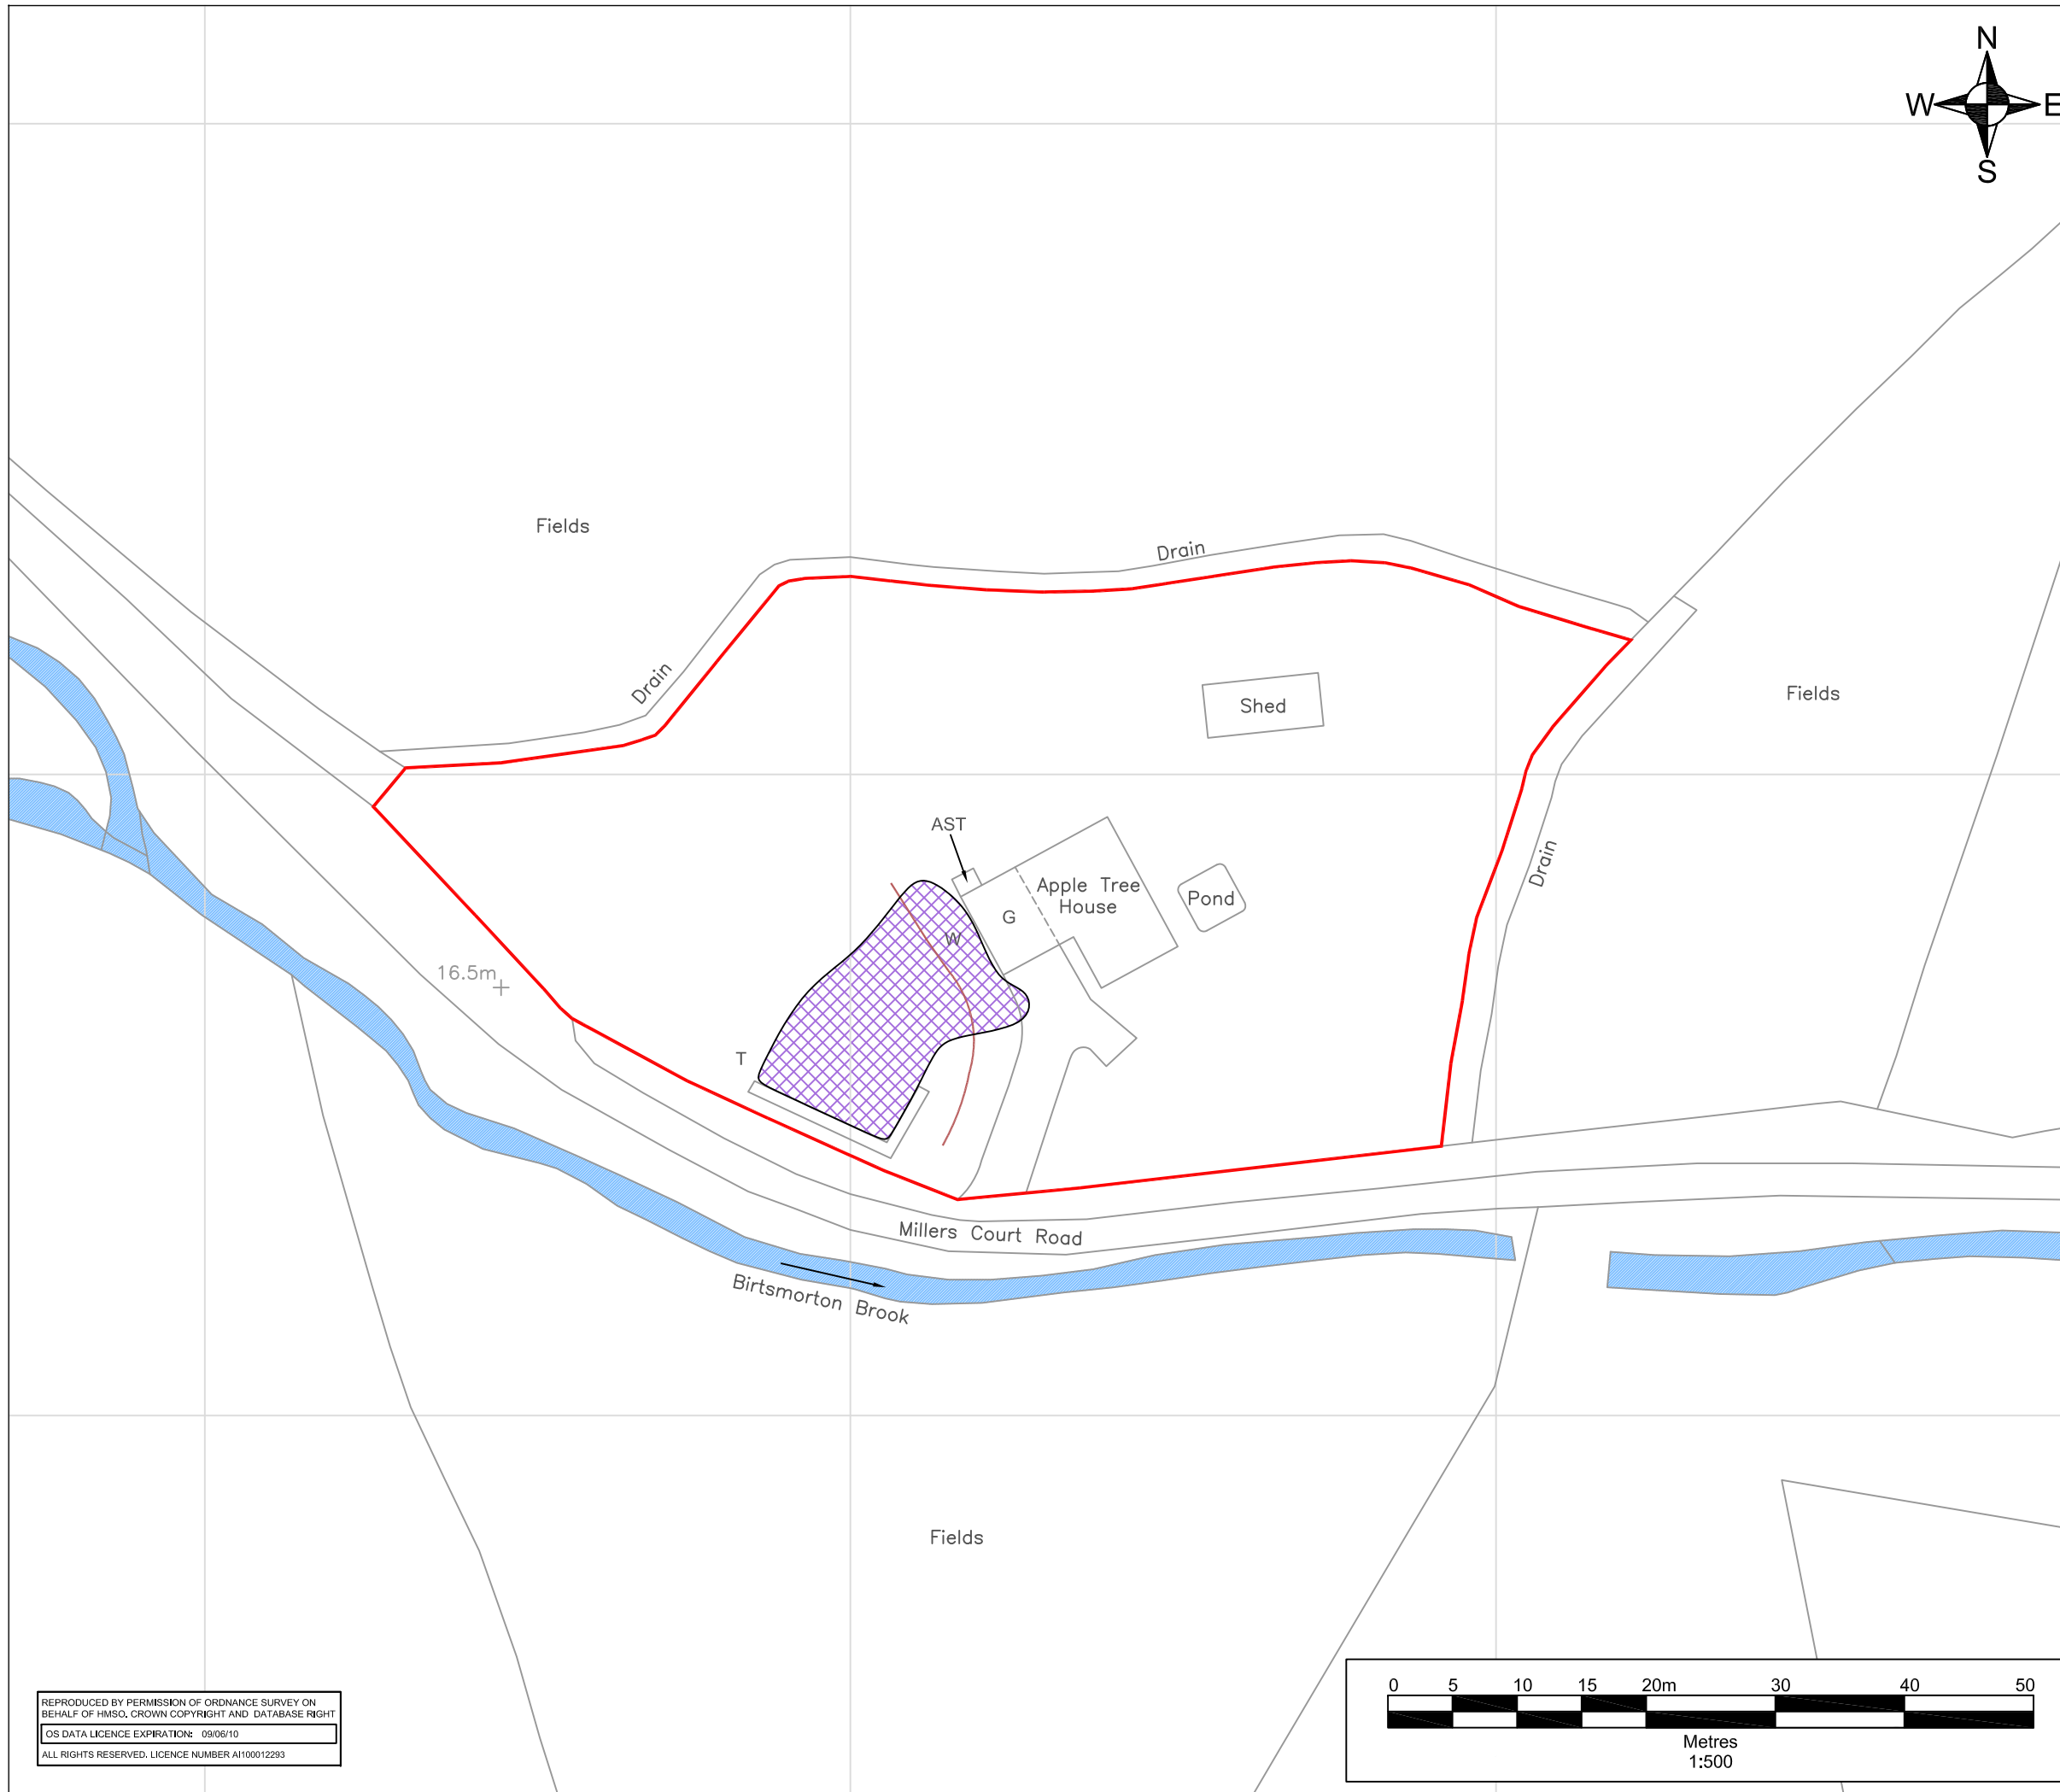 N
W
E
S
Fields
Drain
Drain
Fields
Shed
AST
Apple Tree
House
Pond
G
W
Drain
16.5m
T
Millers Court Road
Birtsmorton Brook
Fields
0 5 10 15 20m 30 40 50
Metres
1:500
REPRODUCED BY PERMISSION OF ORDNANCE SURVEY ON
BEHALF OF HMSO. CROWN COPYRIGHT AND DATABASE RIGHT
OS DATA LICENCE EXPIRATION: 09/06/10
ALL RIGHTS RESERVED. LICENCE NUMBER AI100012293